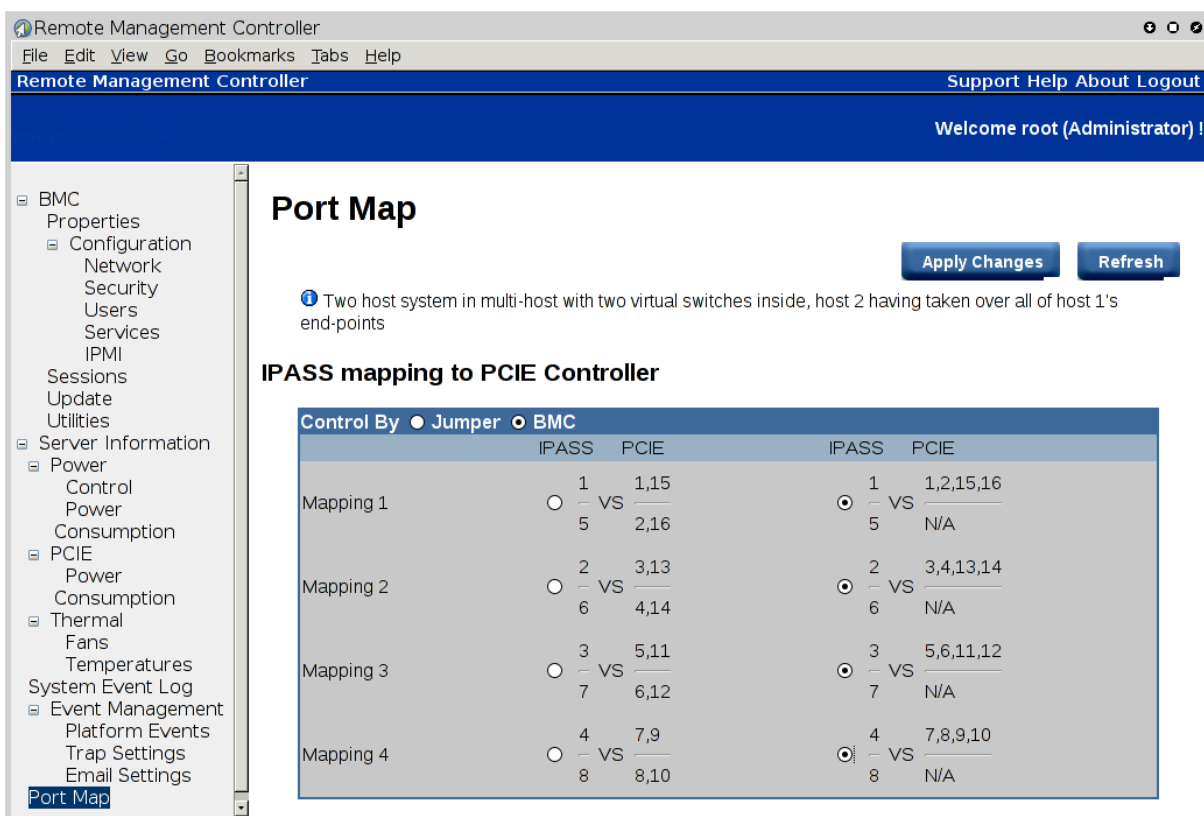 Remote Management Controller
File Edit View Go Bookmarks Tabs Help
Remote Management Controller Support Help About Logout
Welcome root (Administrator) !
BMC
Properties
Configuration
Network
Security
Users
Services
IPMI
Sessions
Update
Utilities
Server Information
Power
Control
Power
Consumption
PCIE
Power
Consumption
Thermal
Fans
Temperatures
System Event Log
Event Management
Platform Events
Trap Settings
Email Settings
Port Map
Port Map
Apply Changes Refresh
Two host system in multi-host with two virtual switches inside, host 2 having taken over all of host 1's
end-points
IPASS mapping to PCIE Controller
Control By Jumper BMC
IPASS PCIE IPASS PCIE
1 1,15 1 1,2,15,16
Mapping 1 VS VS
5 2,16 5 N/A
2 3,13 2 3,4,13,14
Mapping 2 VS VS
6 4,14 6 N/A
3 5,11 3 5,6,11,12
Mapping 3 VS VS
7 6,12 7 N/A
4 7,9 4 7,8,9,10
Mapping 4 VS VS
8 8,10 8 N/A